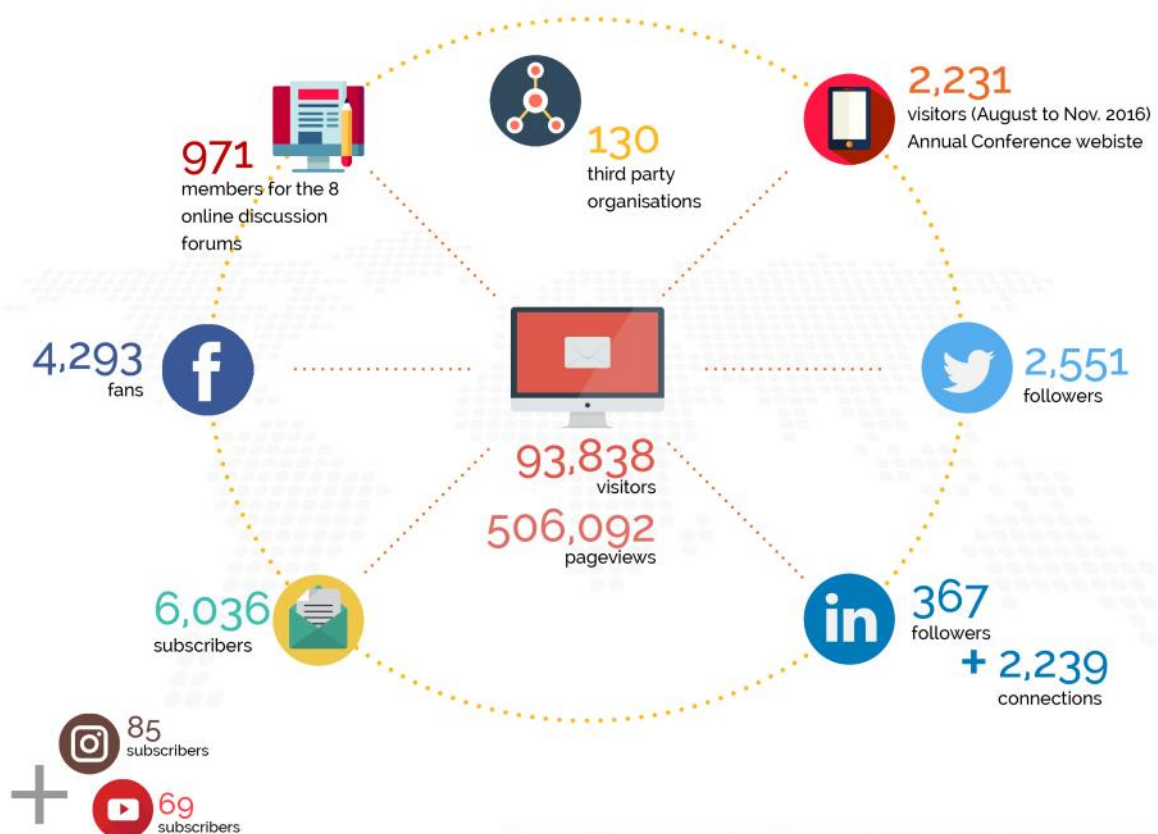 971
members for the 8
online discussion
forums
130
third party
organisations
2,231
visitors (August to Nov. 2016)
Annual Conference webiste
4,293
fans
f
2,551
followers
93,838
visitors
506,092
pageviews
6,036
subscribers
in
367
followers
+ 2,239
connections
+
85
subscribers
69
subscribers